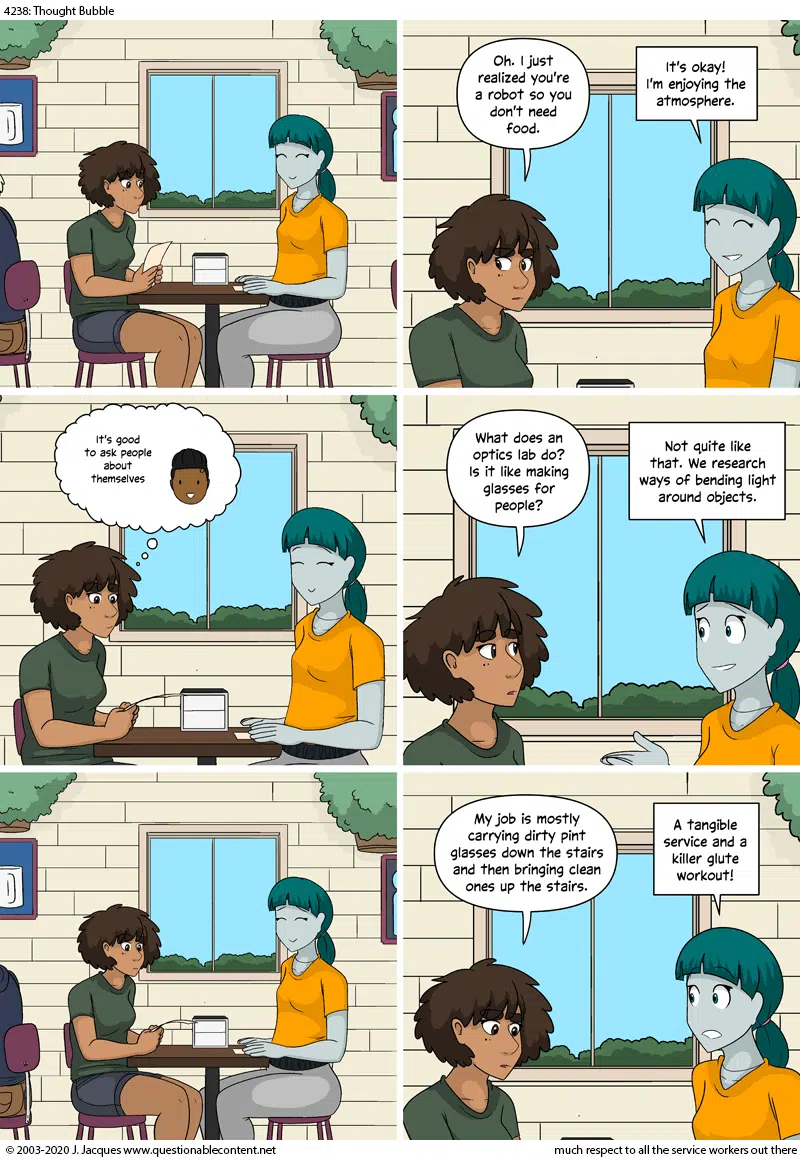 4238: Thought Bubble
Oh. I just
realized you're
a robot so you
don't need
food.
It's okay!
I'm enjoying the
atmosphere.
It's good
to ask people
about
themselves
What does an
optics lab do?
Is it like making
glasses for
people?
Not quite like
that. We research
ways of bending light
around objects.
My job is mostly
carrying dirty pint
glasses down the stairs
and then bringing clean
ones up the stairs.
A tangible
service and a
killer glute
workout!
© 2003-2020 J. Jacques www.questionablecontent.net
much respect to all the service workers out there